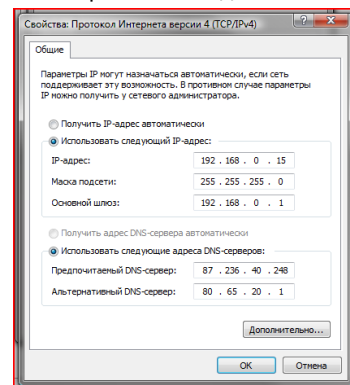 Свойства: Протокол Интернета версии 4 (TCP/IPv4)
Общие
Параметры IP могут назначаться автоматически, если сеть
поддерживает эту возможность. В противном случае параметры
IP можно получить у сетевого администратора.
Получить IP-адрес автоматически
Использовать следующий IP-адрес:
IP-адрес: 192 . 168 . 0 . 15
Маска подсети: 255 . 255 . 255 . 0
Основной шлюз: 192 . 168 . 0 . 1
Получить адрес DNS-сервера автоматически
Использовать следующие адреса DNS-серверов:
Предпочитаемый DNS-сервер: 87 . 236 . 40 . 248
Альтернативный DNS-сервер: 80 . 65 . 20 . 1
Дополнительно...
ОК Отмена